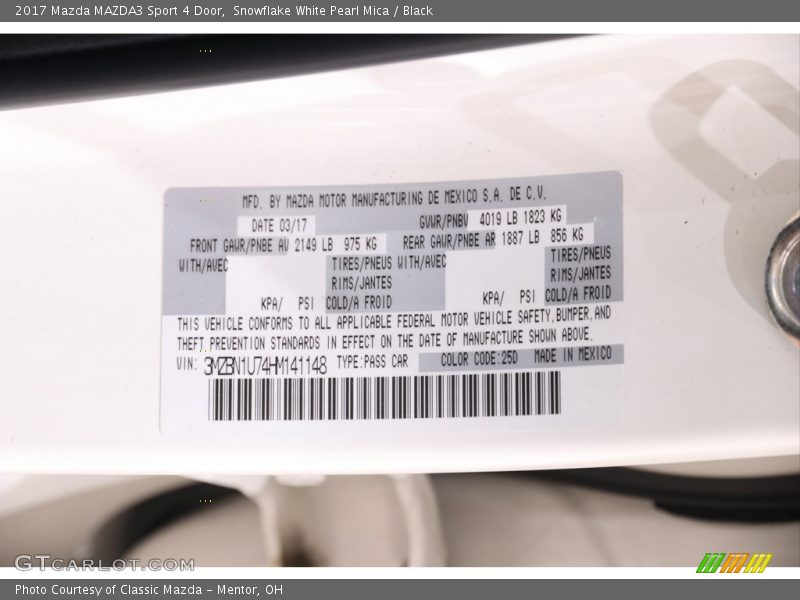 2017 Mazda MAZDA3 Sport 4 Door, Snowflake White Pearl Mica / Black
MFD. BY MAZDA MOTOR MANUFACTURING DE MEXICO S.A. DE C.V.
DATE 03/17 GVWR/PNBV 4019 LB 1823 KG
FRONT GAWR/PNBE AV 2149 LB 975 KG REAR GAWR/PNBE AR 1887 LB 856 KG
WITH/AVEC TIRES/PNEUS WITH/AVEC TIRES/PNEUS
RIMS/JANTES RIMS/JANTES
KPA/ PSI COLD/A FROID KPA/ PSI COLD/A FROID
THIS VEHICLE CONFORMS TO ALL APPLICABLE FEDERAL MOTOR VEHICLE SAFETY, BUMPER, AND
THEFT PREVENTION STANDARDS IN EFFECT ON THE DATE OF MANUFACTURE SHOWN ABOVE.
VIN: 3MZBN1U74HM141148 TYPE:PASS CAR COLOR CODE:25D MADE IN MEXICO
GTCARLOT.COM
Photo Courtesy of Classic Mazda - Mentor, OH